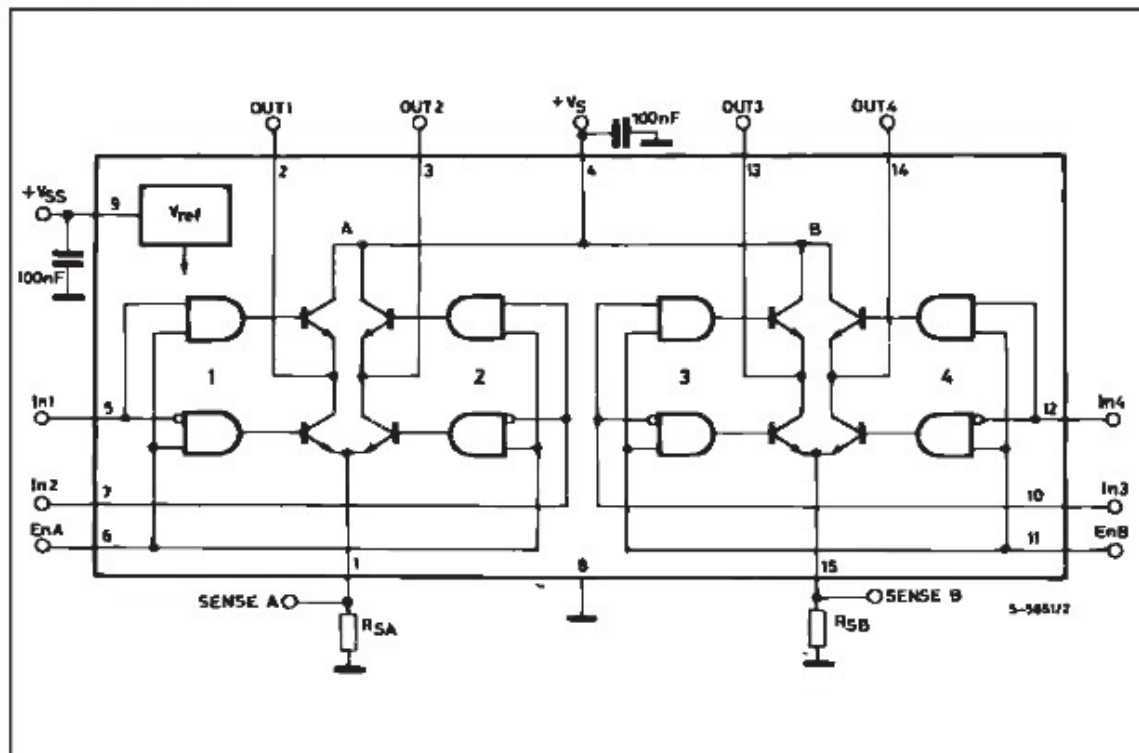 OUT1
OUT2
+VS
100nF
OUT3
OUT4
2
3
4
13
14
+VSS
9
Vref
100nF
A
B
1
2
3
4
In1
5
12
In4
In2
7
10
In3
EnA
6
11
EnB
1
8
15
SENSE A
RSA
SENSE B
RSB
S-5851/2